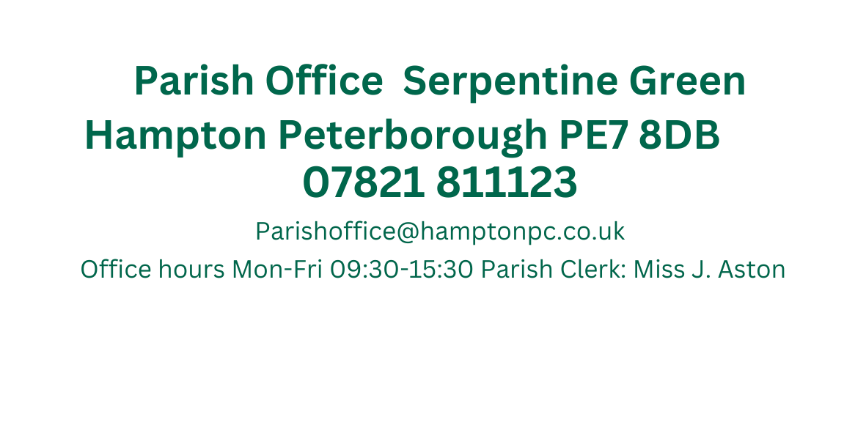 Parish Office Serpentine Green
Hampton Peterborough PE7 8DB
07821 811123
Parishoffice@hamptonpc.co.uk
Office hours Mon-Fri 09:30-15:30 Parish Clerk: Miss J. Aston